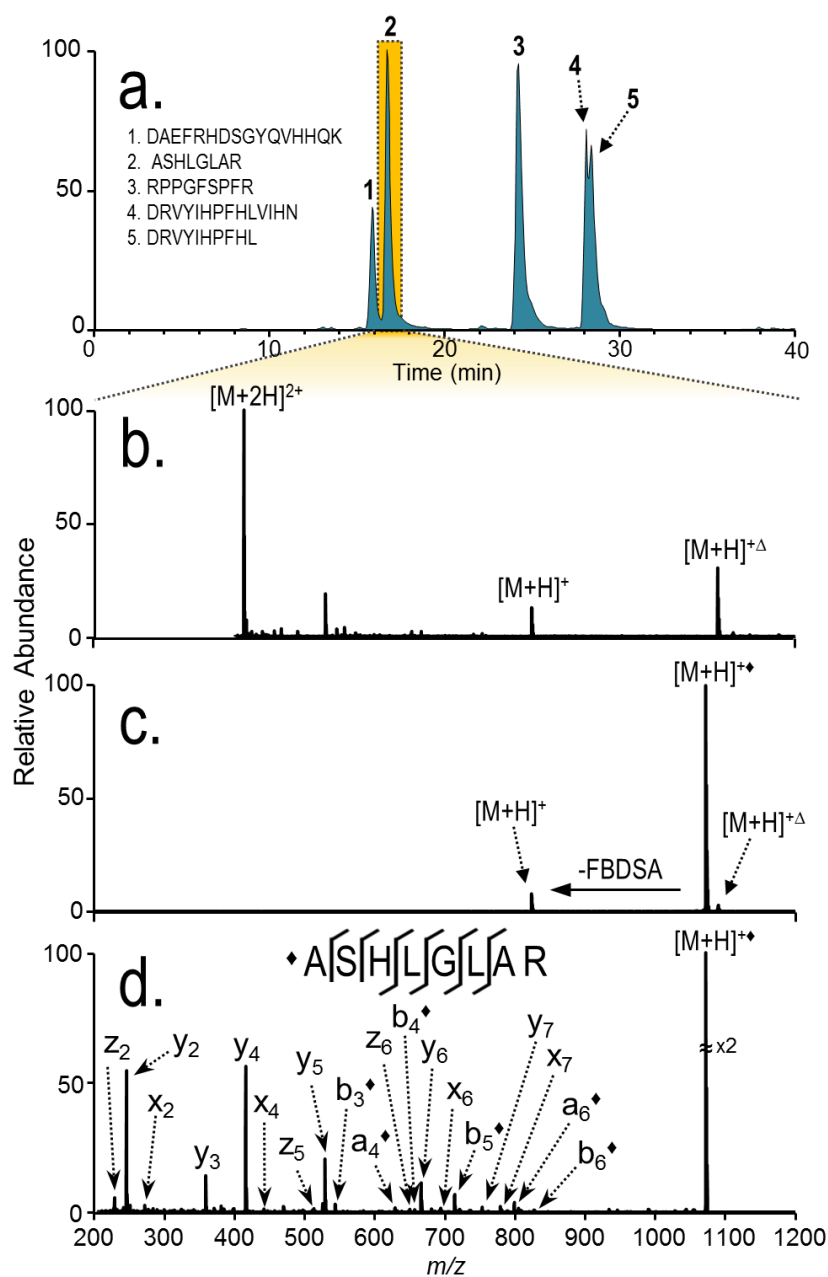 2
100
a.
3
4
5
1. DAEFRHDSGYQVHHQK
2. ASHLGLAR
3. RPPGFSPFR
4. DRVYIHPFHLVIHN
5. DRVYIHPFHL
50
1
0
0 10 20 30 40
Time (min)
[M+2H]2+
100
b.
50
[M+H]+
[M+H]+Δ
0
Relative Abundance
100
[M+H]+♦
c.
50
[M+H]+
[M+H]+Δ
-FBDSA
0
100
[M+H]+♦
d.
♦ASHLGLAR
z2
y2
x2
y3
y4
x4
z5
y5
b3♦
a4♦
z6
b4♦
y6
x6
b5♦
y7
x7
a6♦
b6♦
≈ x2
50
0
200 300 400 500 600 700 800 900 1000 1100 1200
m/z